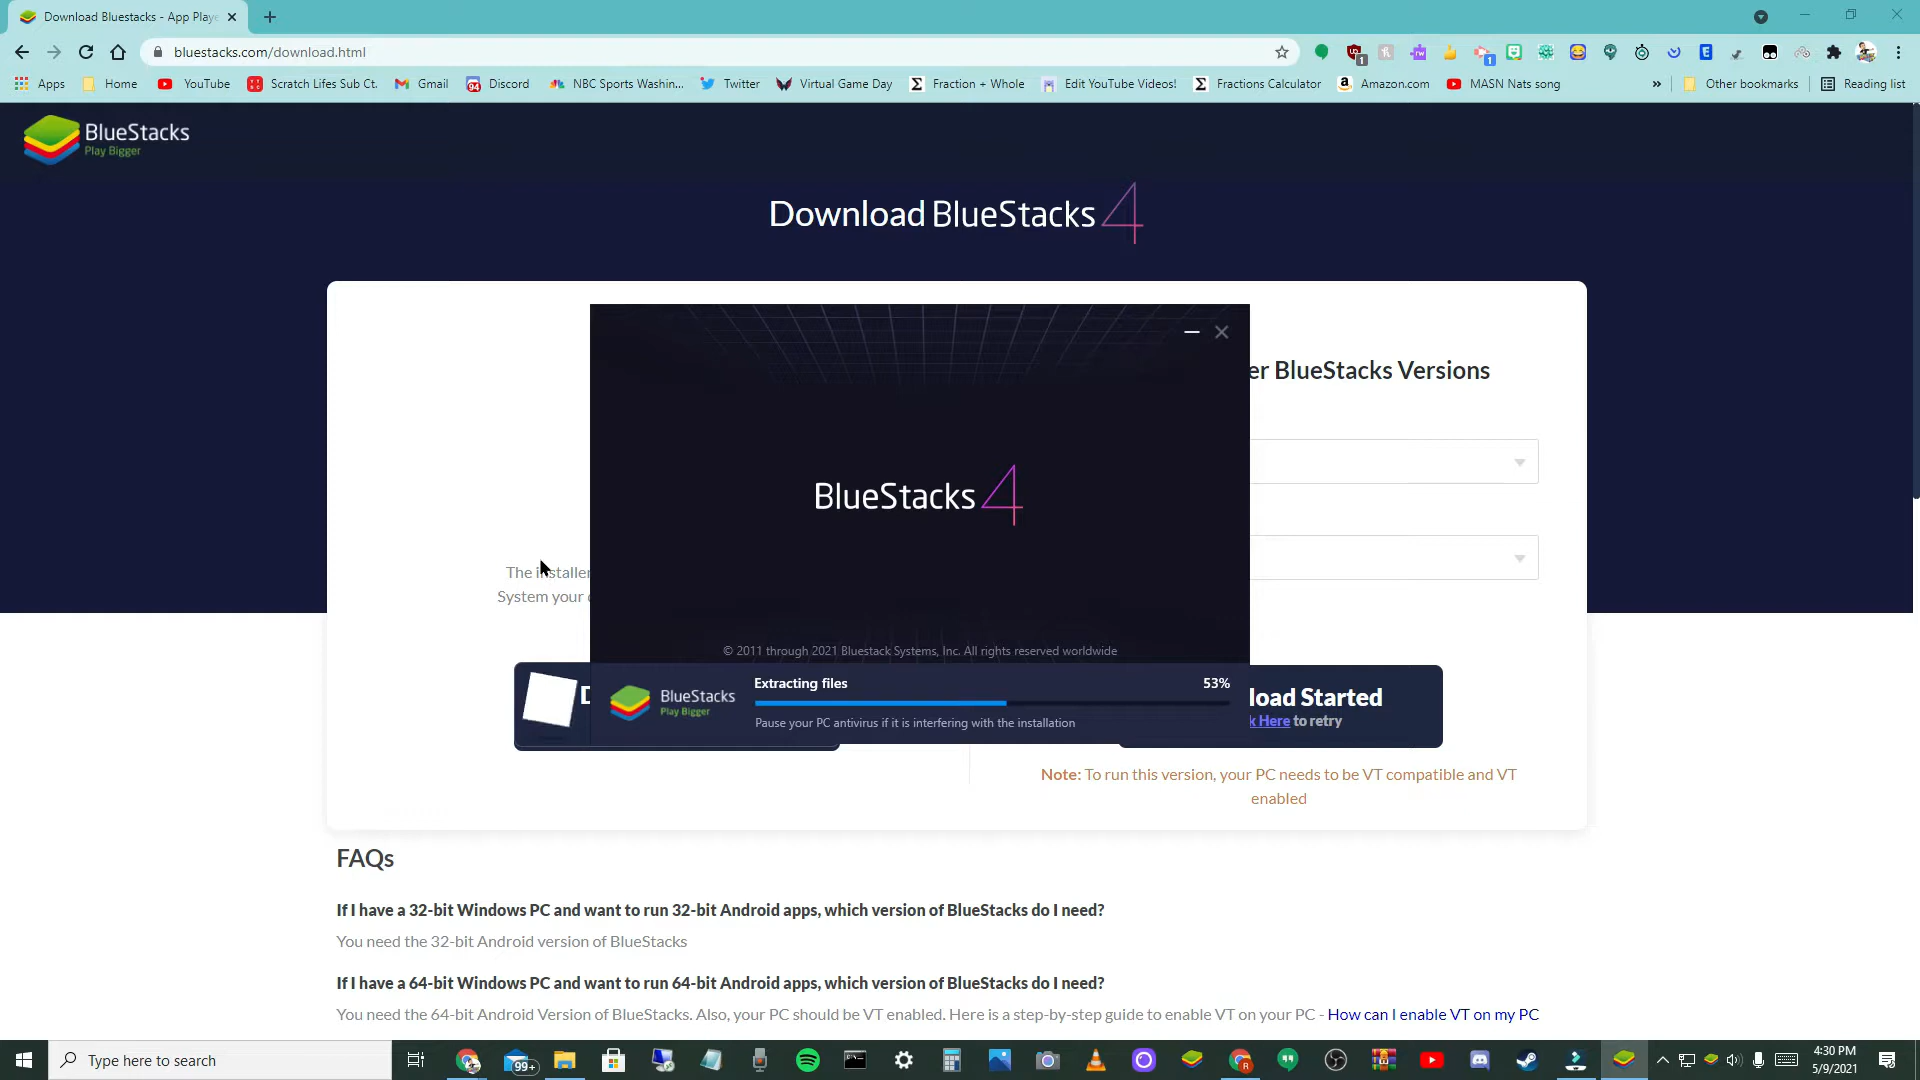 Download Bluestacks - App Playe
bluestacks.com/download.html
1
1
Apps
Home
YouTube
Scratch Lifes Sub Ct.
Gmail
94
Discord
NBC Sports Washin...
Twitter
Virtual Game Day
Fraction + Whole
Edit YouTube Videos!
Fractions Calculator
Amazon.com
MASN Nats song
»
Other bookmarks
Reading list
BlueStacks
Play Bigger
Download BlueStacks 4
er BlueStacks Versions
BlueStacks 4
The installer
System your
© 2011 through 2021 Bluestack Systems, Inc. All rights reserved worldwide
D
BlueStacks
Play Bigger
Extracting files
53%
Pause your PC antivirus if it is interfering with the installation
load Started
k Here to retry
Note: To run this version, your PC needs to be VT compatible and VT
enabled
FAQs
If I have a 32-bit Windows PC and want to run 32-bit Android apps, which version of BlueStacks do I need?
You need the 32-bit Android version of BlueStacks
If I have a 64-bit Windows PC and want to run 64-bit Android apps, which version of BlueStacks do I need?
You need the 64-bit Android Version of BlueStacks. Also, your PC should be VT enabled. Here is a step-by-step guide to enable VT on your PC - How can I enable VT on my PC
Type here to search
99+
4:30 PM
5/9/2021